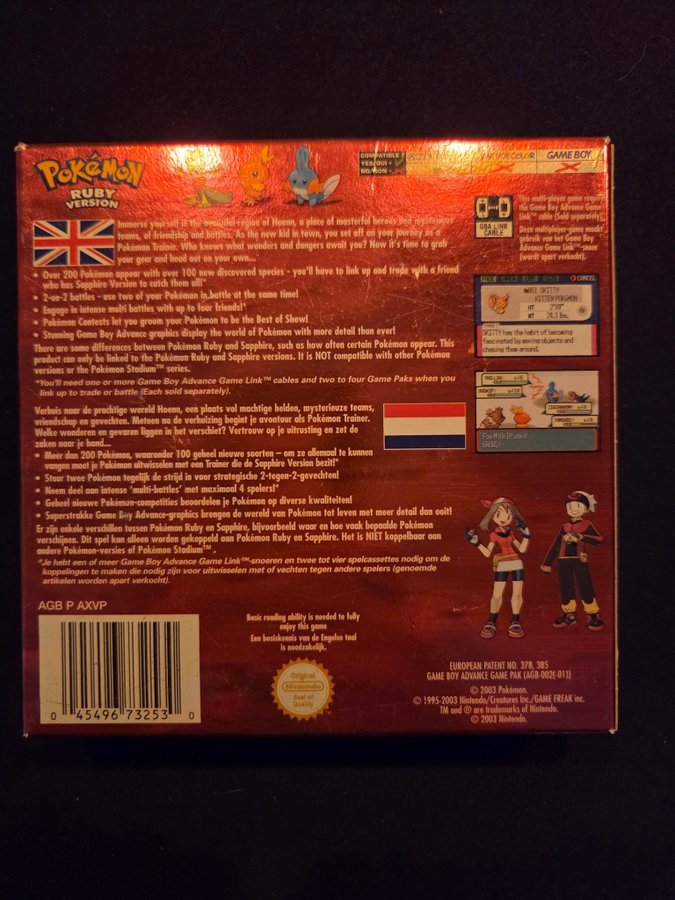 POKéMON
RUBY
VERSION
COMPATIBLE ?
YES/OUI =
NO/NON =
COLOR
GAME BOY
Immerse yourself in the beautiful region of Hoenn, a place of masterful heroes and mysterious
teams, of friendship and battles. As the new kid in town, you set off on your journey as a
Pokémon Trainer. Who knows what wonders and dangers await you? Now it's time to grab
your gear and head out on your own...
• Over 200 Pokémon appear with over 100 new discovered species - you'll have to link up and trade with a friend
who has Sapphire Version to catch them all!*
• 2-on-2 battles - use two of your Pokémon in battle at the same time!
• Engage in intense multi battles with up to four friends!*
• Pokémon Contests let you groom your Pokémon to be the Best of Show!
• Stunning Game Boy Advance graphics display the world of Pokémon with more detail than ever!
There are some differences between Pokémon Ruby and Sapphire, such as how often certain Pokémon appear. This
product can only be linked to the Pokémon Ruby and Sapphire versions. It is NOT compatible with other Pokémon
versions or the Pokémon Stadium™ series.
*You'll need one or more Game Boy Advance Game Link™ cables and two to four Game Paks when you
link up to trade or battle (Each sold separately).
Verhuis naar de prachtige wereld Hoenn, een plaats vol machtige helden, mysterieuze teams,
vriendschap en gevechten. Meteen na de verhuizing begint je avontuur als Pokémon Trainer.
Welke wonderen en gevaren liggen in het verschiet? Vertrouw op je uitrusting en zet de
zaken naar je hand...
• Meer dan 200 Pokémon, waaronder 100 geheel nieuwe soorten – om ze allemaal te kunnen
vangen moet je Pokémon uitwisselen met een Trainer die de Sapphire Version bezit*
• Stuur twee Pokémon tegelijk de strijd in voor strategische 2-tegen-2-gevechten!
• Neem deel aan intense 'multi-battles' met maximaal 4 spelers!*
• Geheel nieuwe Pokémon-competities beoordelen je Pokémon op diverse kwaliteiten!
• Superstrakke Game Boy Advance-graphics brengen de wereld van Pokémon tot leven met meer detail dan ooit!
Er zijn enkele verschillen tussen Pokémon Ruby en Sapphire, bijvoorbeeld waar en hoe vaak bepaalde Pokémon
verschijnen. Dit spel kan alleen worden gekoppeld aan Pokémon Ruby en Sapphire. Het is NIET koppelbaar aan
andere Pokémon-versies of Pokémon Stadium™.
*Je hebt een of meer Game Boy Advance Game Link™-snoeren en twee tot vier spelcassettes nodig om de
koppelingen te maken die nodig zijn voor uitwisselen met of vechten tegen andere spelers (genoemde
artikelen worden apart verkocht).
GBA LINK
CABLE
This multi-player game requires
the Game Boy Advance Game
Link™ cable (Sold separately).
Deze multiplayer-game maakt
gebruik van het Game Boy
Advance Game Link™-snoer
(wordt apart verkocht).
CANCEL
SKITTY
KITTEN POKéMON
HT 2'00"
WT 24.3 lbs.
SKITTY has the habit of becoming
fascinated by moving objects and
chasing them around.
AGB P AXVP
0 45496 73253 0
Basic reading ability is needed to fully
enjoy this game
Een basiskennis van de Engelse taal
is noodzakelijk.
Original
Nintendo
Seal of
Quality
EUROPEAN PATENT NO. 378, 385
GAME BOY ADVANCE GAME PAK (AGB-002(-01))
© 2003 Pokémon.
© 1995-2003 Nintendo/Creatures Inc./GAME FREAK inc.
TM and ® are trademarks of Nintendo.
© 2003 Nintendo.